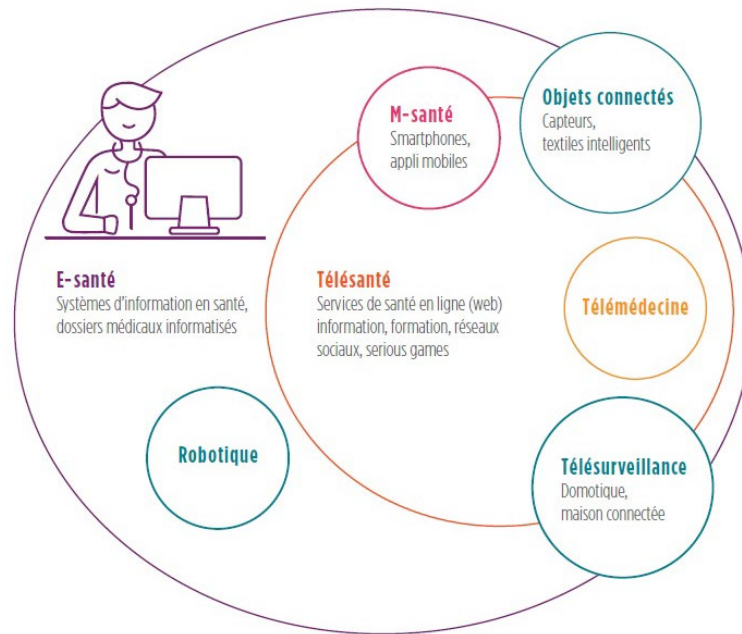 M-santé
Smartphones,
appli mobiles
Objets connectés
Capteurs,
textiles intelligents
E-santé
Systèmes d'information en santé,
dossiers médicaux informatisés
Télésanté
Services de santé en ligne (web)
information, formation, réseaux
sociaux, serious games
Télémédecine
Robotique
Télésurveillance
Domotique,
maison connectée